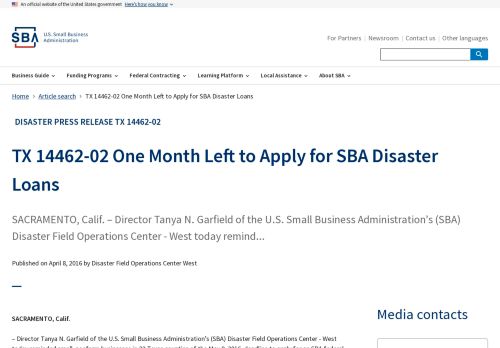 An official website of the United States government Here's how you know
SBA U.S. Small Business Administration
For Partners Newsroom Contact us Other languages
Business Guide Funding Programs Federal Contracting Learning Platform Local Assistance About SBA
Home Article search TX 14462-02 One Month Left to Apply for SBA Disaster Loans
DISASTER PRESS RELEASE TX 14462-02
TX 14462-02 One Month Left to Apply for SBA Disaster
Loans
SACRAMENTO, Calif. – Director Tanya N. Garfield of the U.S. Small Business Administration's (SBA)
Disaster Field Operations Center - West today remind...
Published on April 8, 2016 by Disaster Field Operations Center West
SACRAMENTO, Calif.
Media contacts
– Director Tanya N. Garfield of the U.S. Small Business Administration's (SBA) Disaster Field Operations Center - West